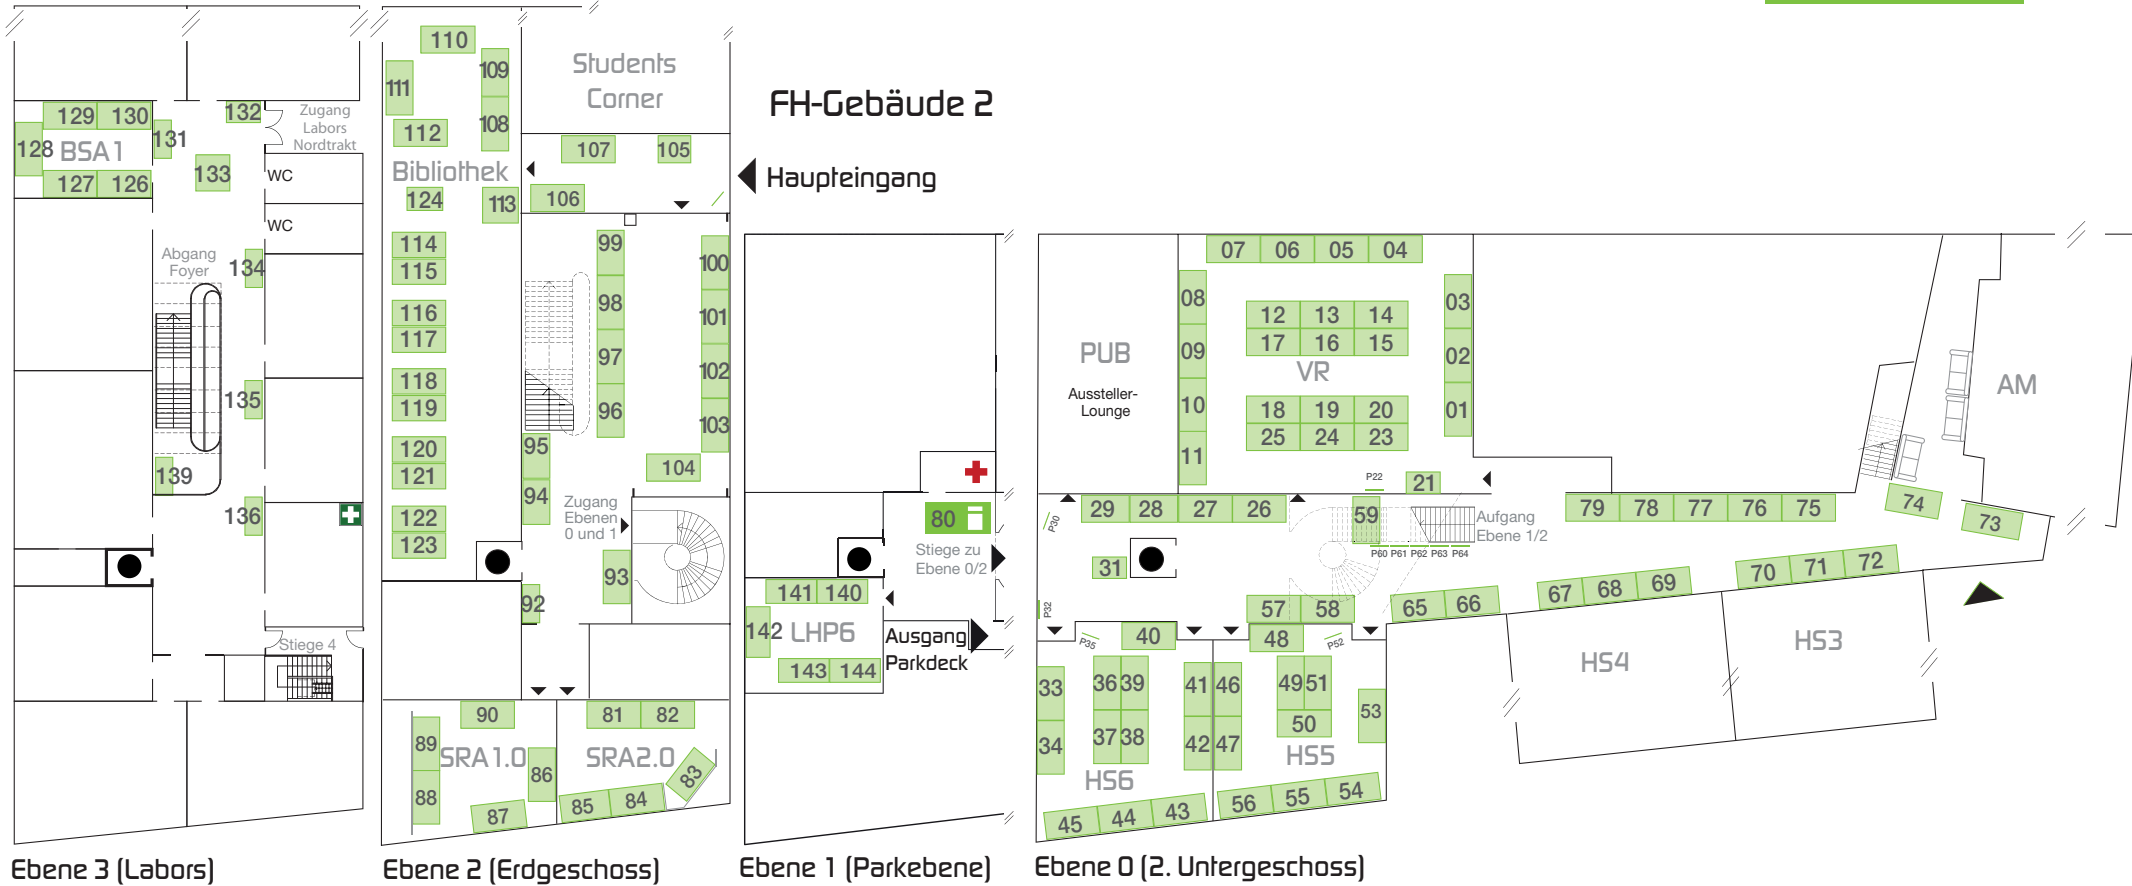 FH-Gebäude 2
Haupteingang
129 130
128 BSA1
127 126
131
132
133
Zugang
Labors
Nordtrakt
WC
WC
Abgang
Foyer
134
135
139
136
Stiege 4
Ebene 3 (Labors)
110
109
111
108
112
Bibliothek
124
113
114
115
116
117
118
119
120
121
122
123
Students
Corner
107
105
106
99
98
97
96
100
101
102
103
104
95
94
Zugang
Ebenen
0 und 1
93
92
90
89
SRA1.0
88
86
87
81 82
SRA2.0
83
85 84
Ebene 2 (Erdgeschoss)
80
Stiege zu
Ebene 0/2
141 140
142 LHP6
143 144
Ausgang
Parkdeck
Ebene 1 (Parkebene)
PUB
Aussteller-
Lounge
07 06 05 04
08
09
10
11
12 13 14
17 16 15
VR
18 19 20
25 24 23
03
02
01
P22
21
29 28 27 26
59
P30
31
P32
P60 P61 P62 P63 P64
Aufgang
Ebene 1/2
79 78 77 76 75
74
73
AM
57 58
65 66
67 68 69
70 71 72
P35
40
48
P52
33
34
36 39
37 38
41 46
42 47
49 51
50
53
HS5
HS6
45 44 43
56 55 54
HS4
HS3
Ebene 0 (2. Untergeschoss)